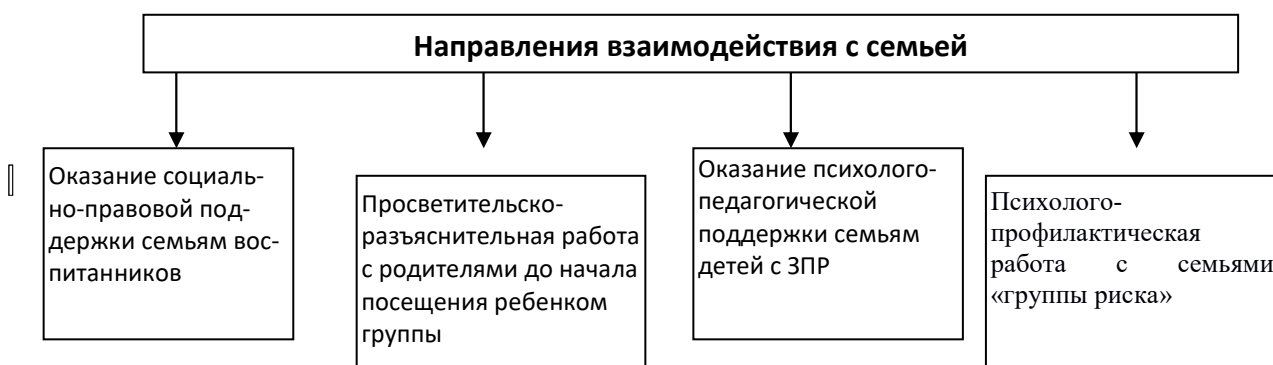 Направления взаимодействия с семьей
Оказание социаль-
но-правовой под-
держки семьям вос-
питанников
Просветительско-
разъяснительная работа
с родителями до начала
посещения ребенком
группы
Оказание психолого-
педагогической
поддержки семьям
детей с ЗПР
Психолого-
профилактическая
работа с семьями
«группы риска»